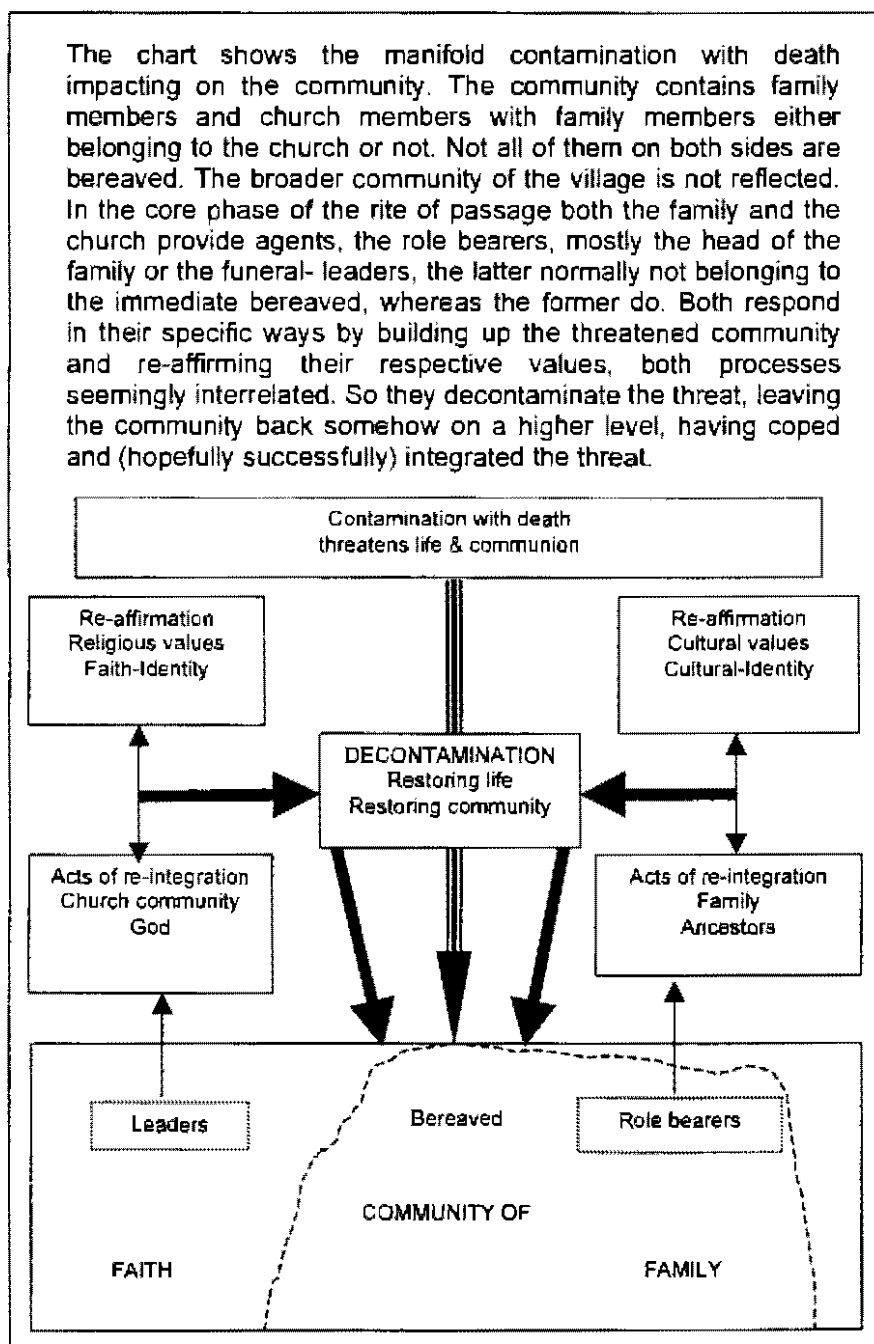 The chart shows the manifold contamination with death
impacting on the community. The community contains family
members and church members with family members either
belonging to the church or not. Not all of them on both sides are
bereaved. The broader community of the village is not reflected.
In the core phase of the rite of passage both the family and the
church provide agents, the role bearers, mostly the head of the
family or the funeral- leaders, the latter normally not belonging to
the immediate bereaved, whereas the former do. Both respond
in their specific ways by building up the threatened community
and re-affirming their respective values, both processes
seemingly interrelated. So they decontaminate the threat, leaving
the community back somehow on a higher level, having coped
and (hopefully successfully) integrated the threat.
Contamination with death
threatens life & communion
Re-affirmation
Religious values
Faith-Identity
Re-affirmation
Cultural values
Cultural-Identity
DECONTAMINATION
Restoring life
Restoring community
Acts of re-integration
Church community
God
Acts of re-integration
Family
Ancestors
Leaders
Bereaved
Role bearers
COMMUNITY OF
FAITH
FAMILY